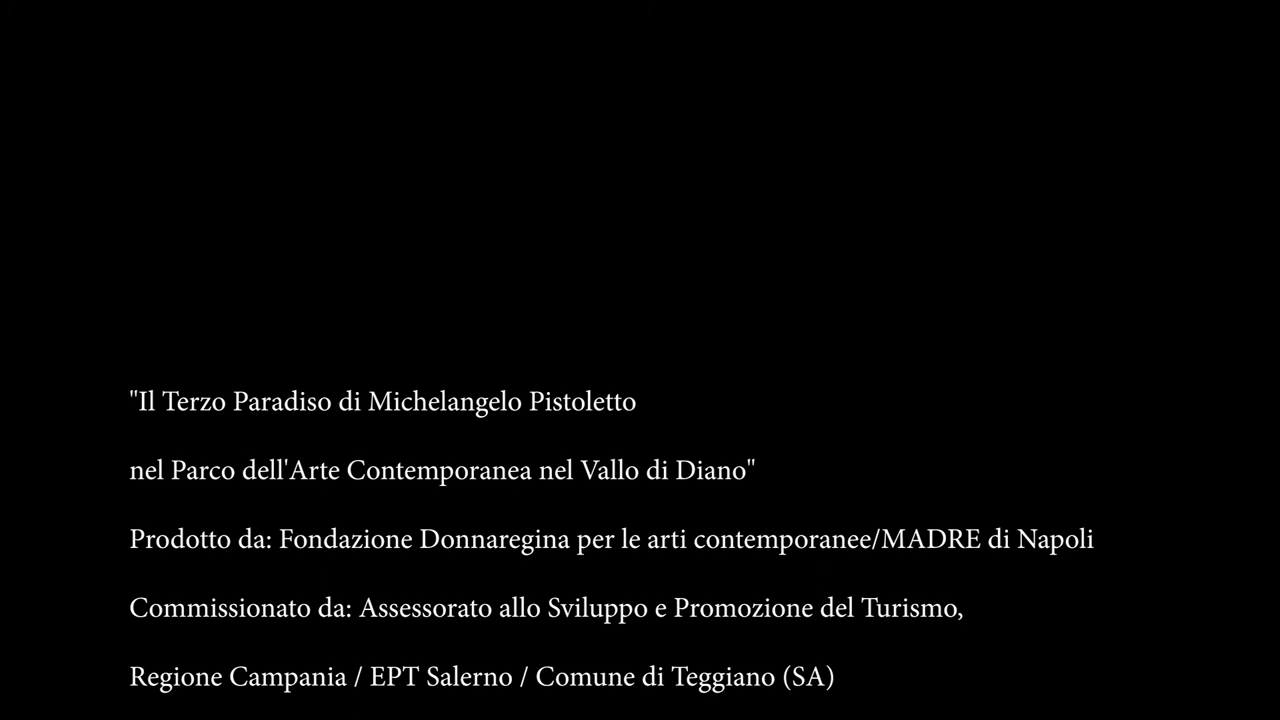 "Il Terzo Paradiso di Michelangelo Pistoletto
nel Parco dell'Arte Contemporanea nel Vallo di Diano"
Prodotto da: Fondazione Donnaregina per le arti contemporanee/MADRE di Napoli
Commissionato da: Assessorato allo Sviluppo e Promozione del Turismo,
Regione Campania / EPT Salerno / Comune di Teggiano (SA)